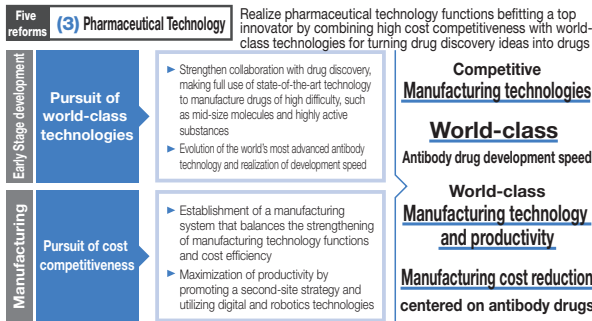 Five
reforms
(3) Pharmaceutical Technology
Realize pharmaceutical technology functions befitting a top
innovator by combining high cost competitiveness with world-
class technologies for turning drug discovery ideas into drugs
Early Stage development
Pursuit of
world-class
technologies
► Strengthen collaboration with drug discovery,
making full use of state-of-the-art technology
to manufacture drugs of high difficulty, such
as mid-size molecules and highly active
substances
► Evolution of the world's most advanced antibody
technology and realization of development speed
Competitive
Manufacturing technologies
World-class
Antibody drug development speed
Manufacturing
Pursuit of cost
competitiveness
► Establishment of a manufacturing
system that balances the strengthening
of manufacturing technology functions
and cost efficiency
► Maximization of productivity by
promoting a second-site strategy and
utilizing digital and robotics technologies
World-class
Manufacturing technology
and productivity
Manufacturing cost reduction
centered on antibody drugs